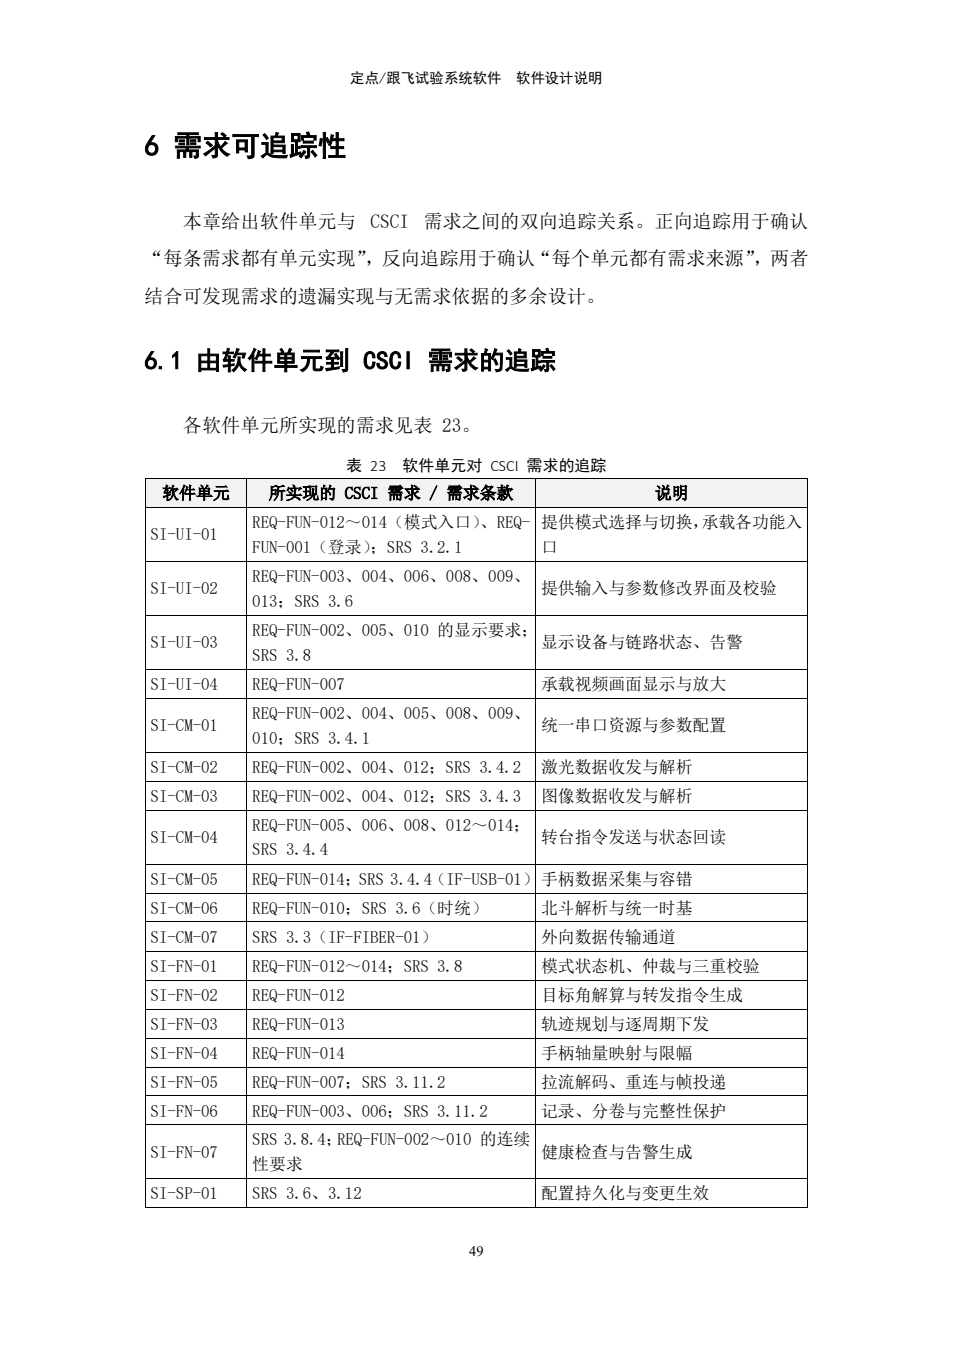 定点/跟飞试验系统软件　软件设计说明
6 需求可追踪性
本章给出软件单元与 CSCI 需求之间的双向追踪关系。正向追踪用于确认
“每条需求都有单元实现”，反向追踪用于确认“每个单元都有需求来源”，两者
结合可发现需求的遗漏实现与无需求依据的多余设计。
6.1 由软件单元到 CSCI 需求的追踪
各软件单元所实现的需求见表 23。
表 23　软件单元对 CSCI 需求的追踪
软件单元 所实现的 CSCI 需求 / 需求条款 说明
SI-UI-01 REQ-FUN-012～014（模式入口）、REQ- 提供模式选择与切换，承载各功能入
FUN-001（登录）；SRS 3.2.1 口
SI-UI-02 REQ-FUN-003、004、006、008、009、 提供输入与参数修改界面及校验
013；SRS 3.6
SI-UI-03 REQ-FUN-002、005、010 的显示要求； 显示设备与链路状态、告警
SRS 3.8
SI-UI-04 REQ-FUN-007 承载视频画面显示与放大
SI-CM-01 REQ-FUN-002、004、005、008、009、 统一串口资源与参数配置
010；SRS 3.4.1
SI-CM-02 REQ-FUN-002、004、012；SRS 3.4.2 激光数据收发与解析
SI-CM-03 REQ-FUN-002、004、012；SRS 3.4.3 图像数据收发与解析
SI-CM-04 REQ-FUN-005、006、008、012～014； 转台指令发送与状态回读
SRS 3.4.4
SI-CM-05 REQ-FUN-014；SRS 3.4.4（IF-USB-01） 手柄数据采集与容错
SI-CM-06 REQ-FUN-010；SRS 3.6（时统） 北斗解析与统一时基
SI-CM-07 SRS 3.3（IF-FIBER-01） 外向数据传输通道
SI-FN-01 REQ-FUN-012～014；SRS 3.8 模式状态机、仲裁与三重校验
SI-FN-02 REQ-FUN-012 目标角解算与转发指令生成
SI-FN-03 REQ-FUN-013 轨迹规划与逐周期下发
SI-FN-04 REQ-FUN-014 手柄轴量映射与限幅
SI-FN-05 REQ-FUN-007；SRS 3.11.2 拉流解码、重连与帧投递
SI-FN-06 REQ-FUN-003、006；SRS 3.11.2 记录、分卷与完整性保护
SI-FN-07 SRS 3.8.4；REQ-FUN-002～010 的连续 健康检查与告警生成
性要求
SI-SP-01 SRS 3.6、3.12 配置持久化与变更生效
49